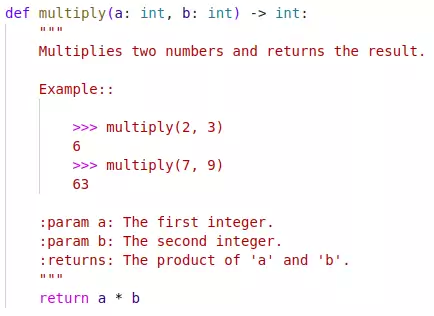 def multiply(a: int, b: int) -> int:
    """
    Multiplies two numbers and returns the result.

    Example::

        >>> multiply(2, 3)
        6
        >>> multiply(7, 9)
        63

    :param a: The first integer.
    :param b: The second integer.
    :returns: The product of 'a' and 'b'.
    """
    return a * b